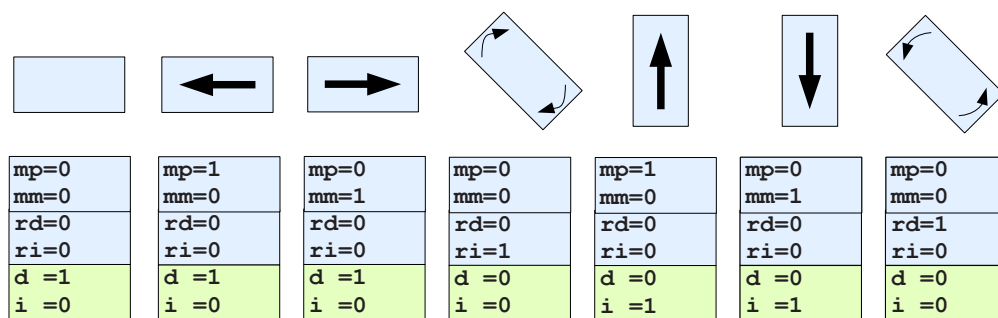 mp=0
mm=0
rd=0
ri=0
d =1
i =0
mp=1
mm=0
rd=0
ri=0
d =1
i =0
mp=0
mm=1
rd=0
ri=0
d =1
i =0
mp=0
mm=0
rd=0
ri=1
d =0
i =0
mp=1
mm=0
rd=0
ri=0
d =0
i =1
mp=0
mm=1
rd=0
ri=0
d =0
i =1
mp=0
mm=0
rd=1
ri=0
d =0
i =0